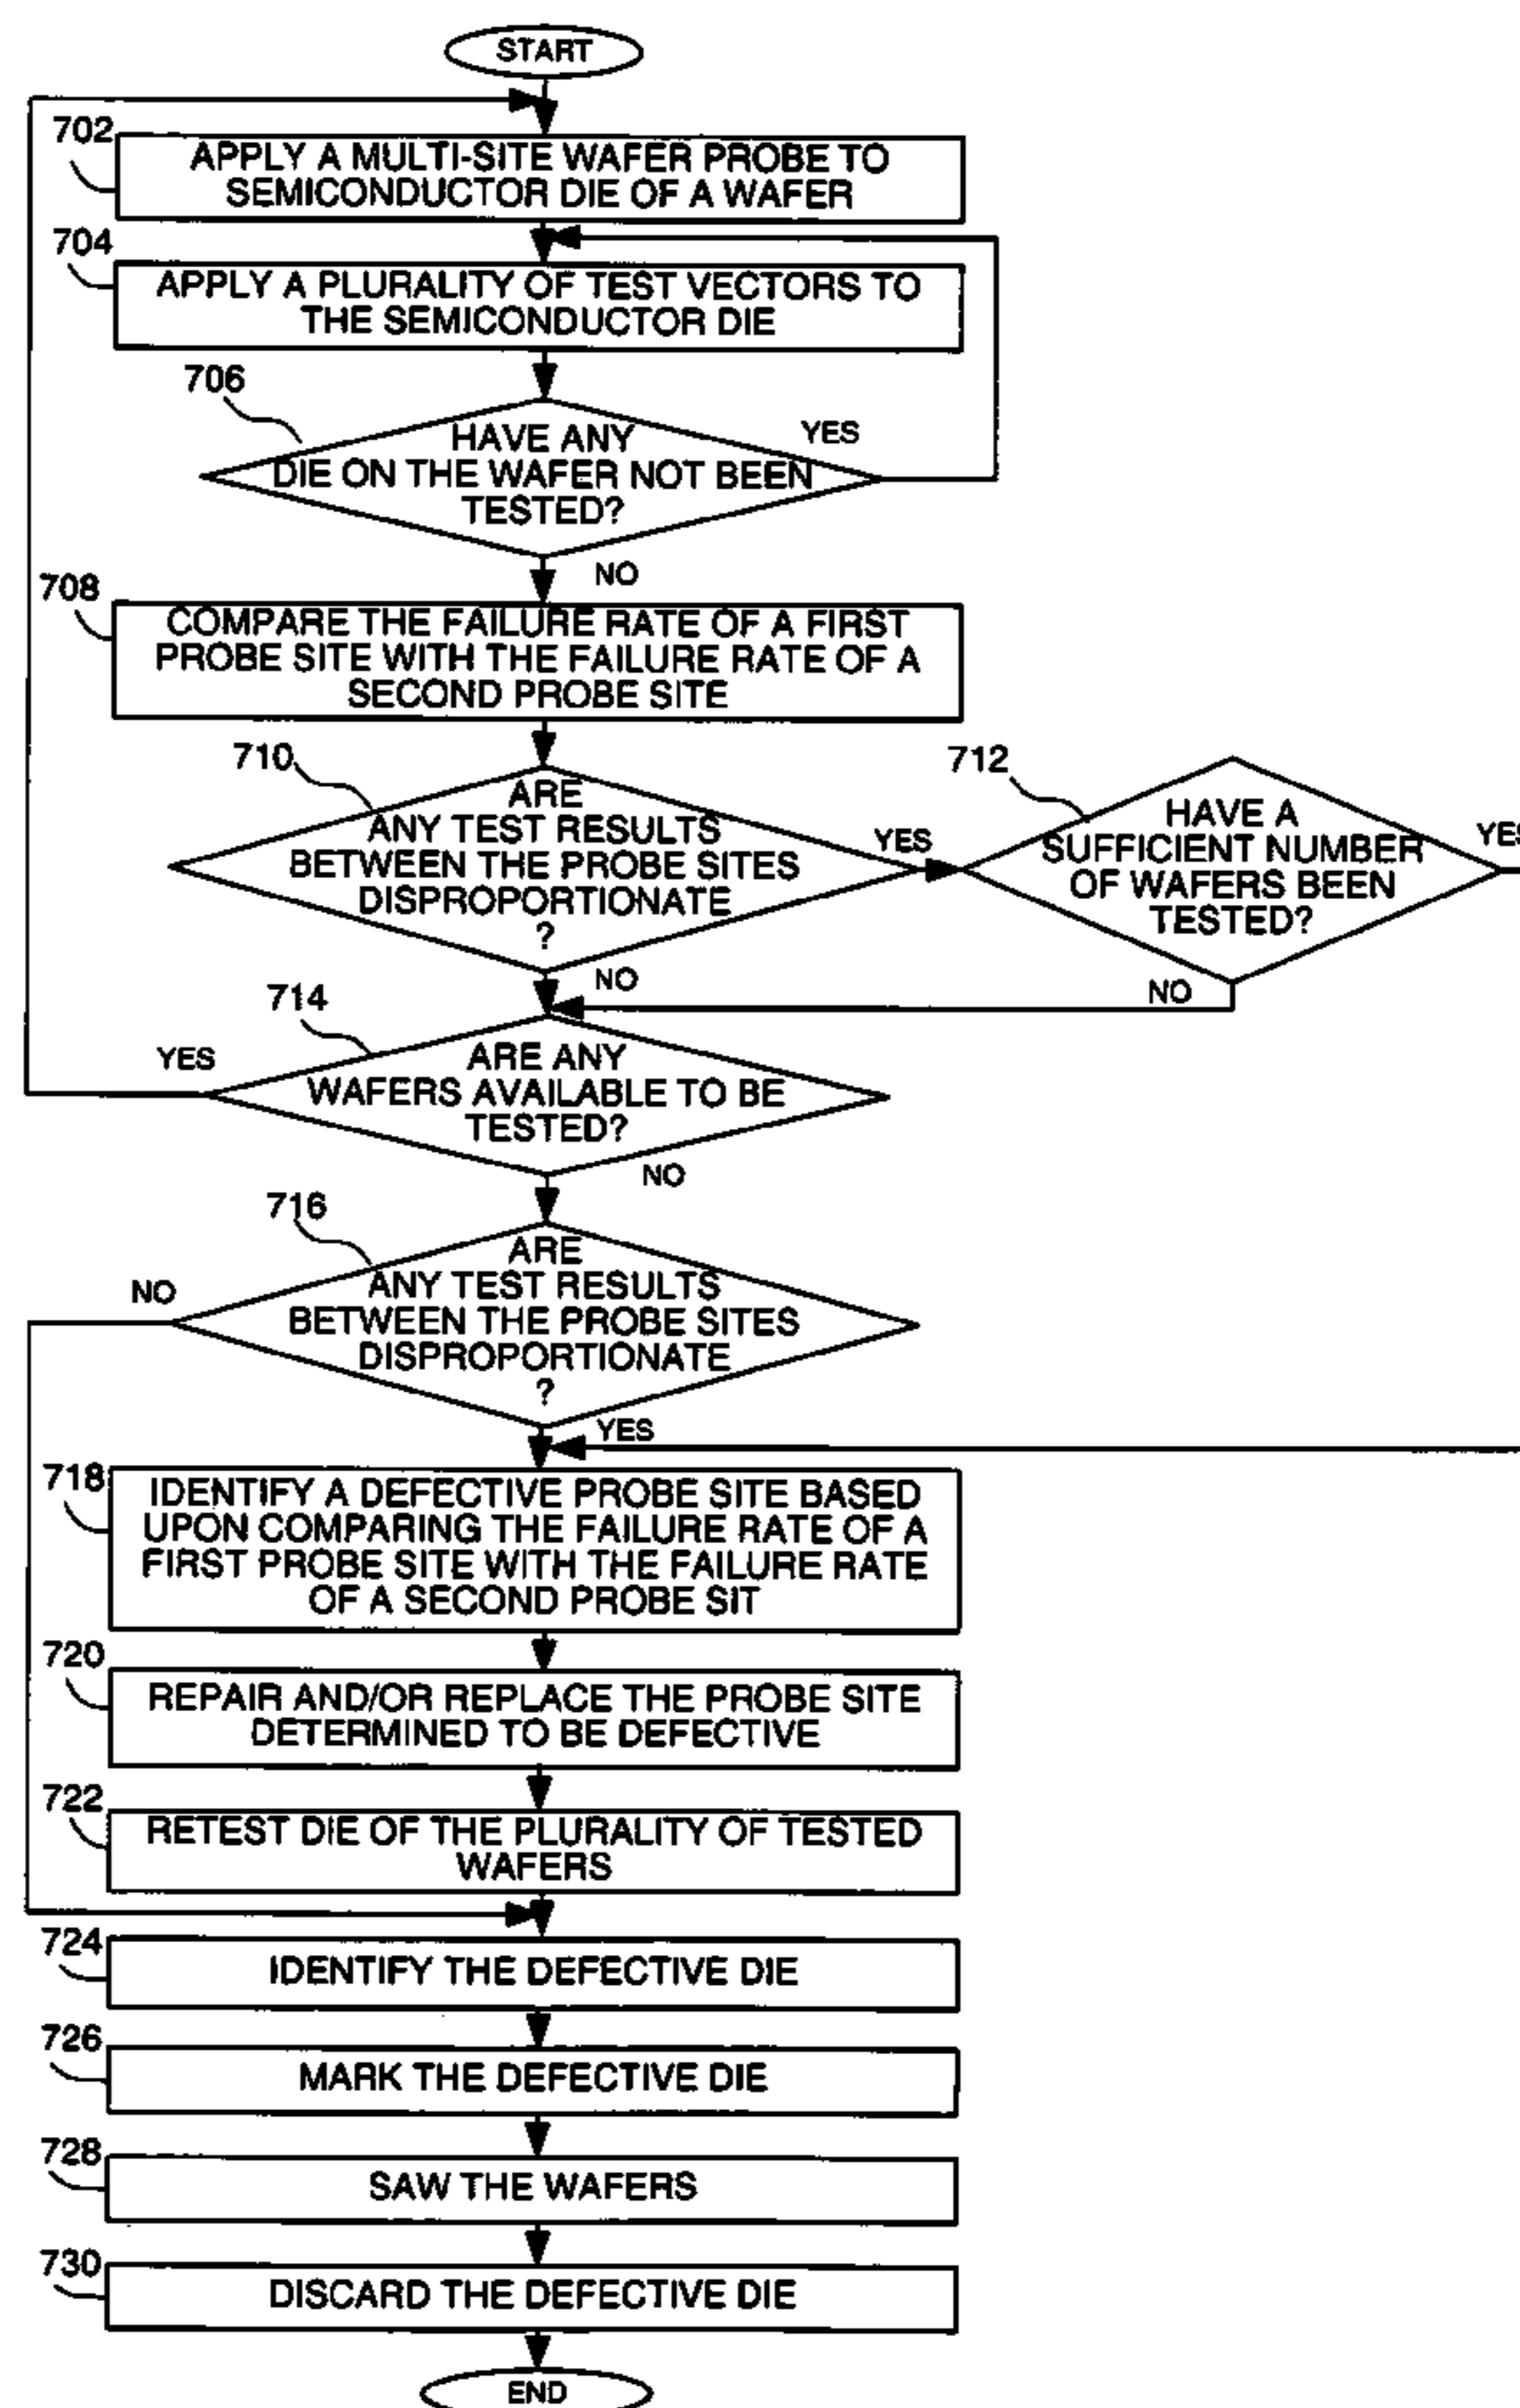 START
702
APPLY A MULTI-SITE WAFER PROBE TO
SEMICONDUCTOR DIE OF A WAFER
704
APPLY A PLURALITY OF TEST VECTORS TO
THE SEMICONDUCTOR DIE
706
HAVE ANY
DIE ON THE WAFER NOT BEEN
TESTED?
YES
NO
708
COMPARE THE FAILURE RATE OF A FIRST
PROBE SITE WITH THE FAILURE RATE OF A
SECOND PROBE SITE
710
ARE
ANY TEST RESULTS
BETWEEN THE PROBE SITES
DISPROPORTIONATE
?
YES
NO
712
HAVE A
SUFFICIENT NUMBER
OF WAFERS BEEN
TESTED?
YES
NO
714
ARE ANY
WAFERS AVAILABLE TO BE
TESTED?
YES
NO
716
ARE
ANY TEST RESULTS
BETWEEN THE PROBE SITES
DISPROPORTIONATE
?
NO
YES
718
IDENTIFY A DEFECTIVE PROBE SITE BASED
UPON COMPARING THE FAILURE RATE OF A
FIRST PROBE SITE WITH THE FAILURE RATE
OF A SECOND PROBE SIT
720
REPAIR AND/OR REPLACE THE PROBE SITE
DETERMINED TO BE DEFECTIVE
722
RETEST DIE OF THE PLURALITY OF TESTED
WAFERS
724
IDENTIFY THE DEFECTIVE DIE
726
MARK THE DEFECTIVE DIE
728
SAW THE WAFERS
730
DISCARD THE DEFECTIVE DIE
END